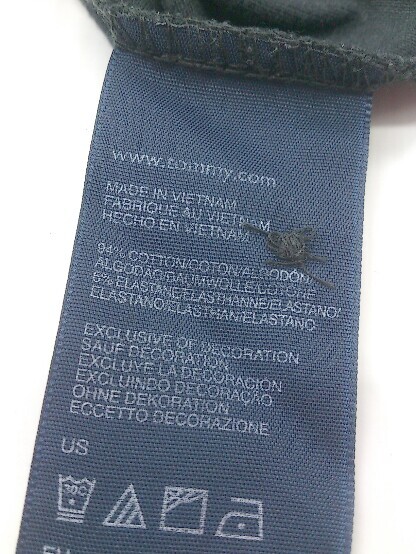 www.tommy.com
MADE IN VIETNAM
FABRIQUE AU VIETNAM
HECHO EN VIETNAM
94% COTTON/COTON/ALGODÓN/
ALGODAO/BAUMWOLLE/COTONE
6% ELASTANE/ELASTHANNE/ELASTANO/
ELASTANO/ELASTHAN/ELASTANO
EXCLUSIVE OF DECORATION
SAUF DECORATION
EXCLUYE LA DECORACION
EXCLUINDO DECORAÇÃO
OHNE DEKORATION
ECCETTO DECORAZIONE
US
30C